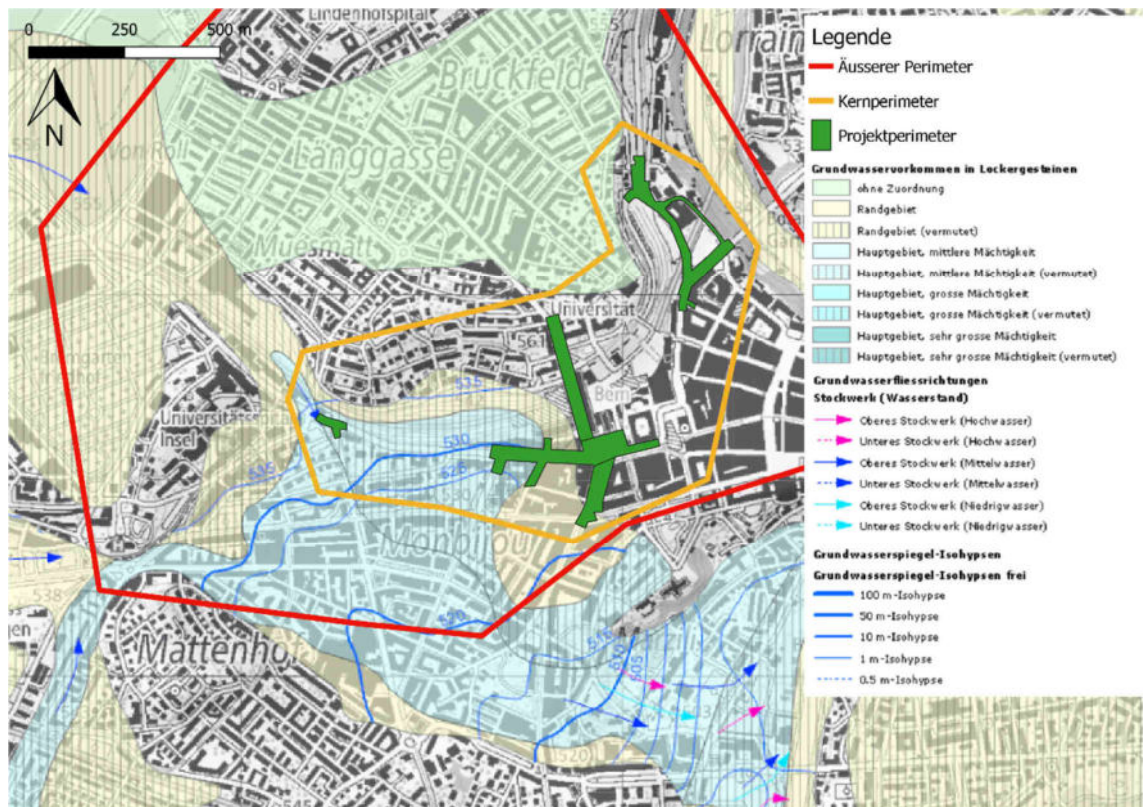 Lindenhofspital
0
250
500 m
N
Lorrain
Brückfeld
Länggasse
Muesmatt
Universität
561
Bern
535
530
525
535
Universitätsspital
Insel
Monbijou
538
Mattenhof
520
515
510
505
520
545
Legende
Äusserer Perimeter
Kernperimeter
Projektperimeter
Grundwasservorkommen in Lockergesteinen
ohne Zuordnung
Randgebiet
Randgebiet (vermutet)
Hauptgebiet, mittlere Mächtigkeit
Hauptgebiet, mittlere Mächtigkeit (vermutet)
Hauptgebiet, grosse Mächtigkeit
Hauptgebiet, grosse Mächtigkeit (vermutet)
Hauptgebiet, sehr grosse Mächtigkeit
Hauptgebiet, sehr grosse Mächtigkeit (vermutet)
Grundwasserfliessrichtungen
Stockwerk (Wasserstand)
Oberes Stockwerk (Hochwasser)
Unteres Stockwerk (Hochwasser)
Oberes Stockwerk (Mittelwasser)
Unteres Stockwerk (Mittelwasser)
Oberes Stockwerk (Niedrigwasser)
Unteres Stockwerk (Niedrigwasser)
Grundwasserspiegel-Isohypsen
Grundwasserspiegel-Isohypsen frei
100 m-Isohypse
50 m-Isohypse
10 m-Isohypse
1 m-Isohypse
0.5 m-Isohypse